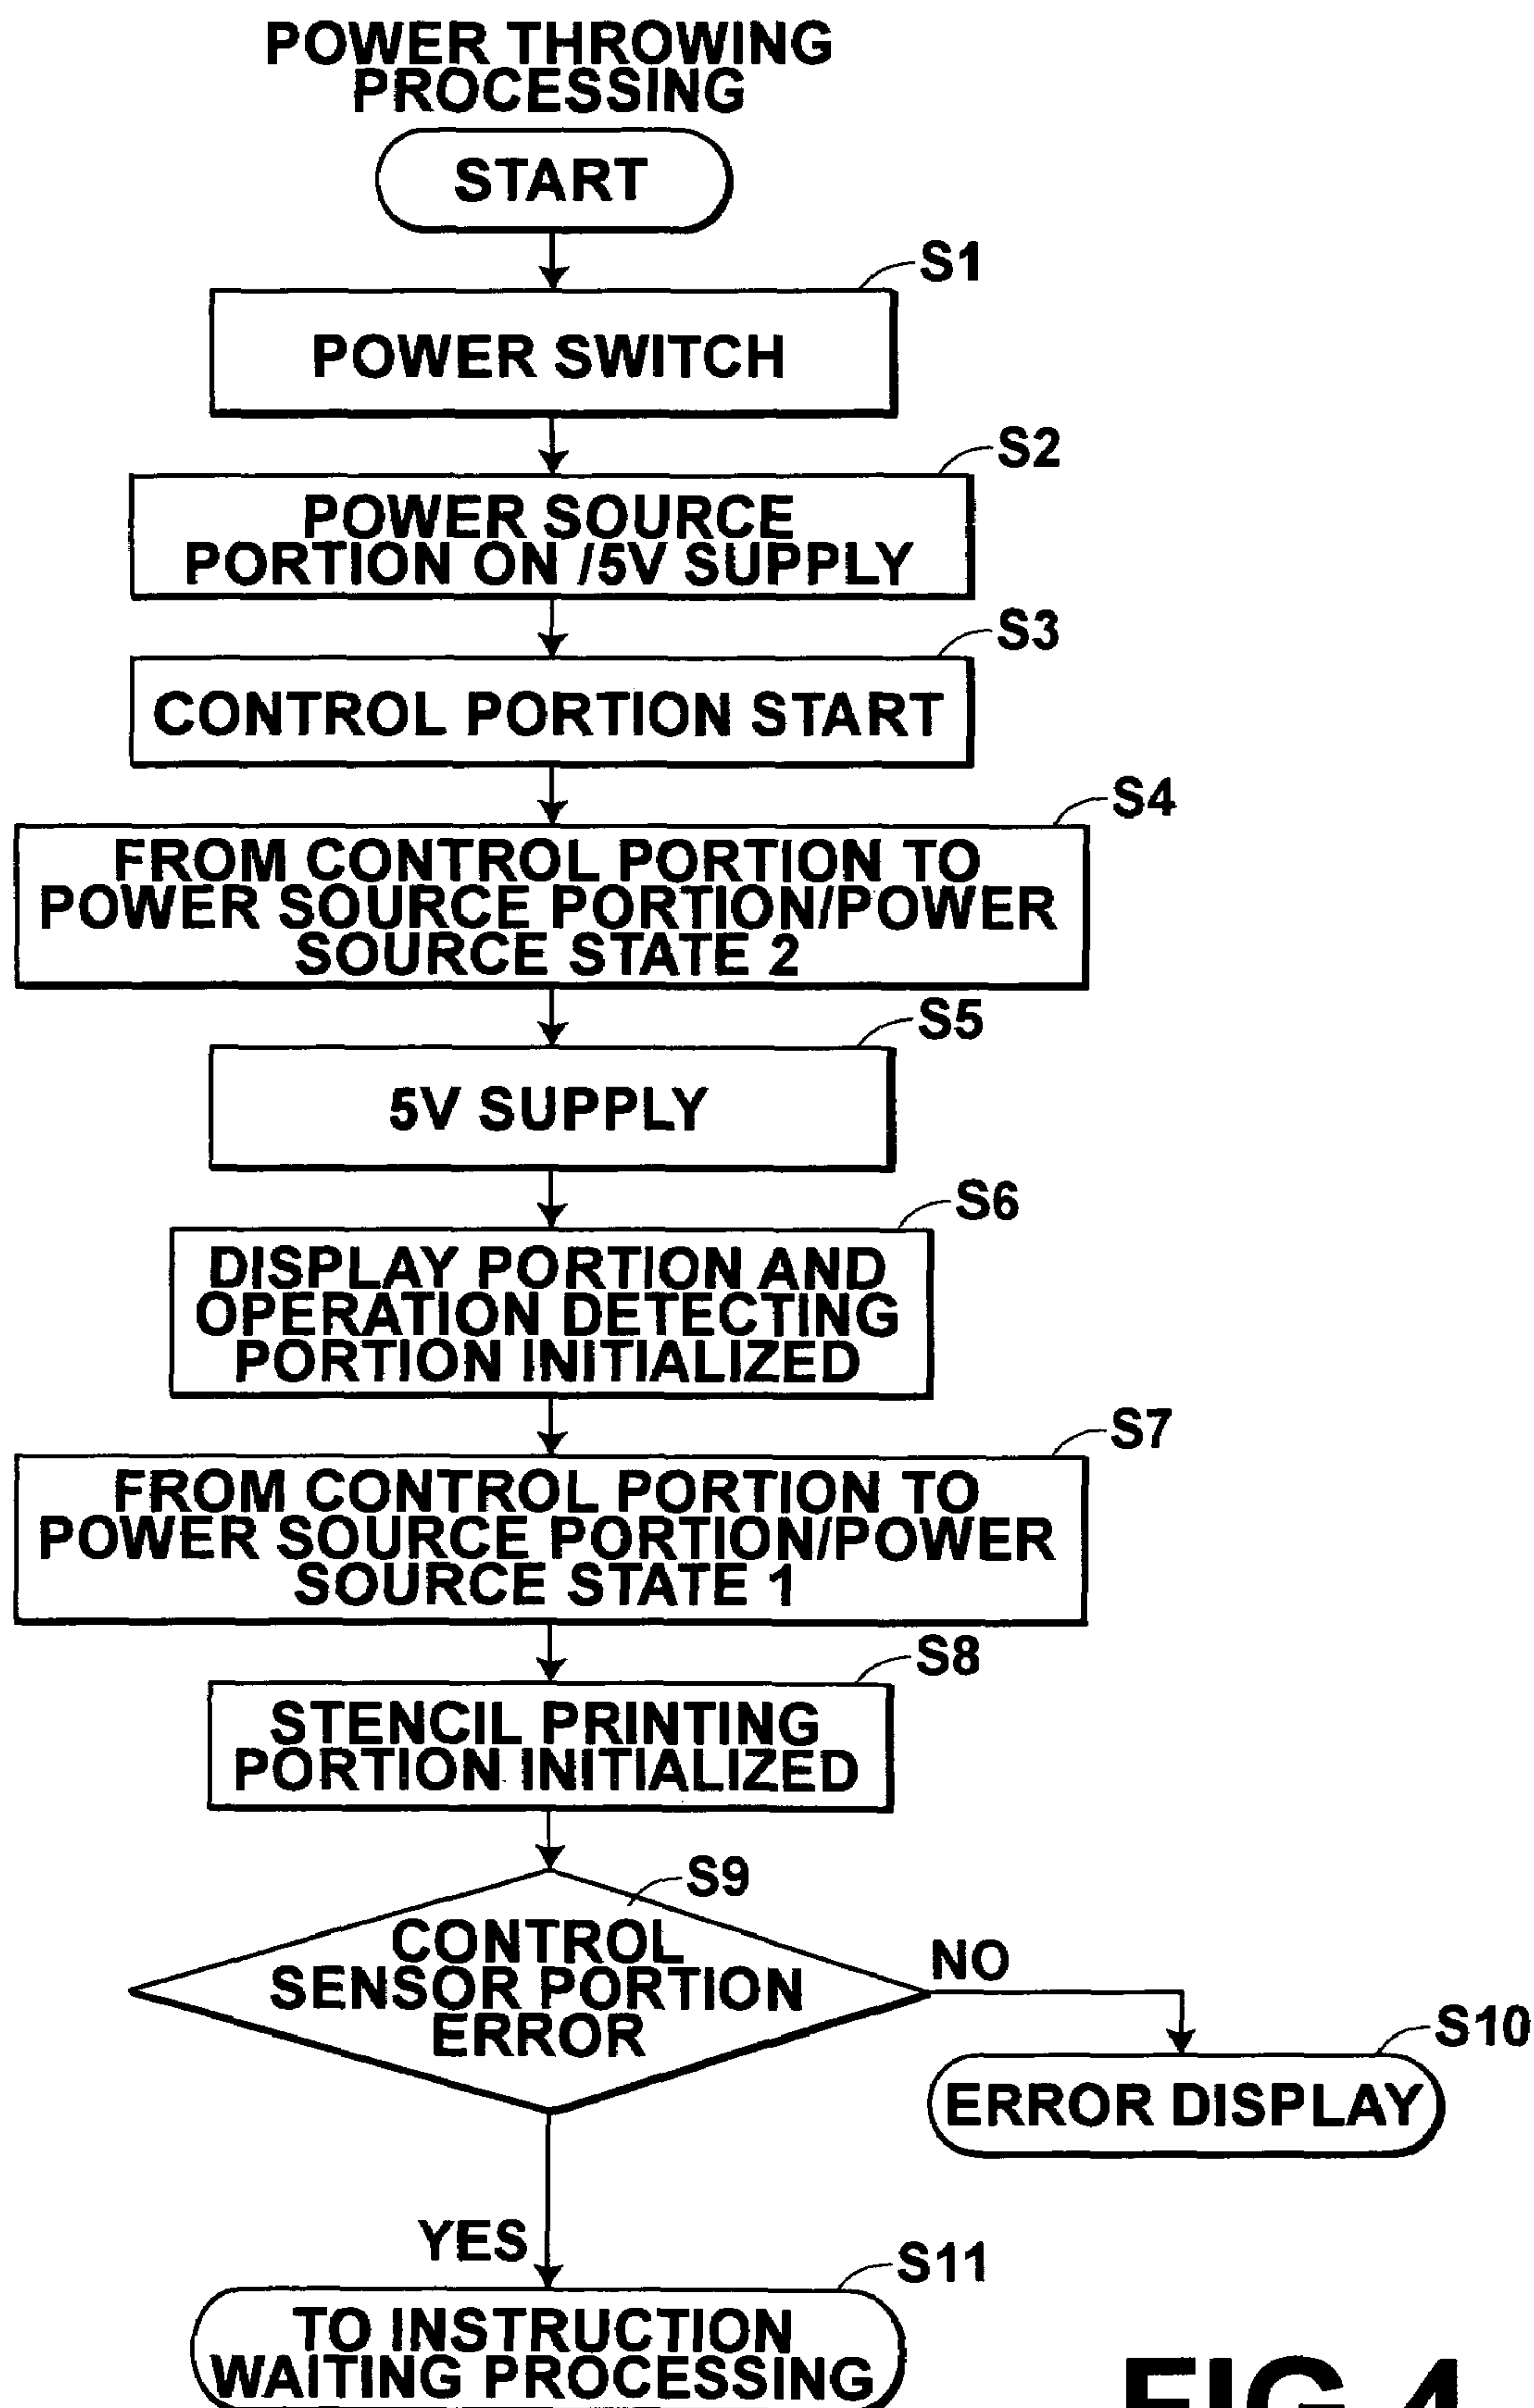 POWER THROWING
PROCESSING
START
S1
POWER SWITCH
S2
POWER SOURCE
PORTION ON /5V SUPPLY
S3
CONTROL PORTION START
S4
FROM CONTROL PORTION TO
POWER SOURCE PORTION/POWER
SOURCE STATE 2
S5
5V SUPPLY
S6
DISPLAY PORTION AND
OPERATION DETECTING
PORTION INITIALIZED
S7
FROM CONTROL PORTION TO
POWER SOURCE PORTION/POWER
SOURCE STATE 1
S8
STENCIL PRINTING
PORTION INITIALIZED
S9
CONTROL
SENSOR PORTION
ERROR
NO
S10
ERROR DISPLAY
YES
S11
TO INSTRUCTION
WAITING PROCESSING
FIG.4